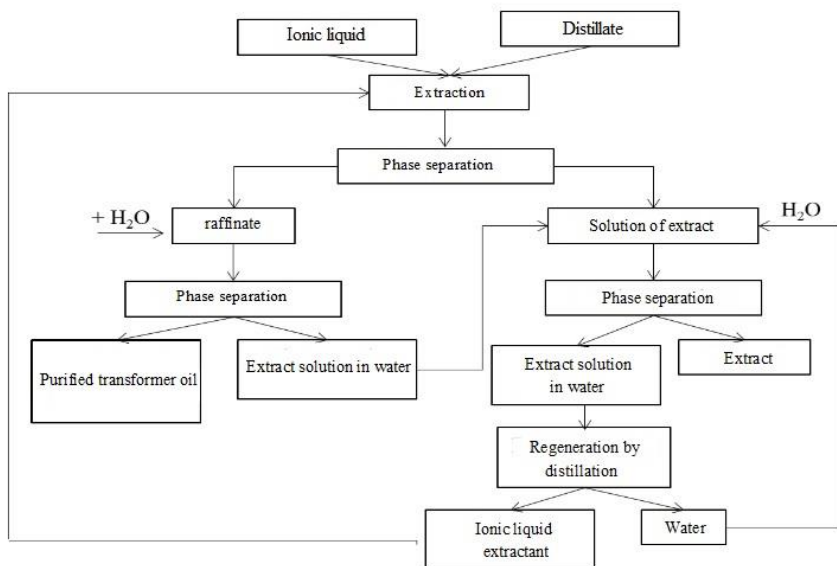 Ionic liquid
Distillate
Extraction
Phase separation
+ H₂O
raffinate
Solution of extract
H₂O
Phase separation
Phase separation
Purified transformer oil
Extract solution in water
Extract solution
in water
Extract
Regeneration by
distillation
Ionic liquid
extractant
Water